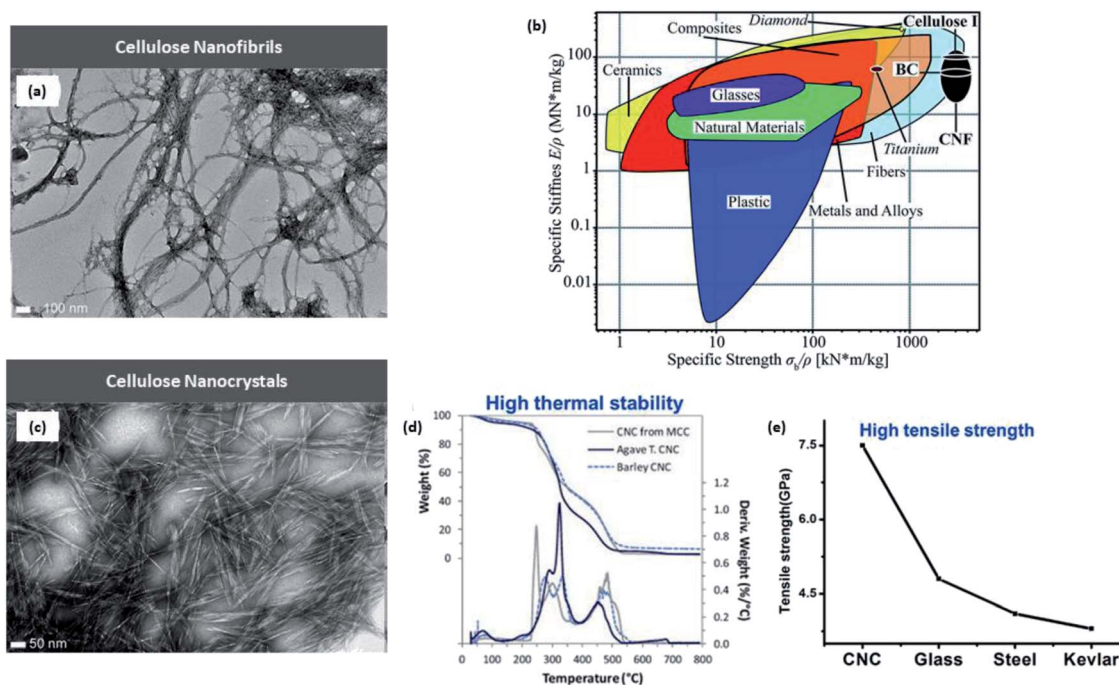 Cellulose Nanofibrils
(a)
100 nm
(b)
Diamond
Cellulose I
Composites
Ceramics
BC
Glasses
Natural Materials
CNF
Titanium
Fibers
Plastic
Metals and Alloys
Specific Stiffnes E/ρ (MN*m/kg)
100
10
1
0.1
0.01
1
10
100
1000
Specific Strength σb/ρ [kN*m/kg]
Cellulose Nanocrystals
(c)
50 nm
(d)
High thermal stability
CNC from MCC
Agave T. CNC
Barley CNC
Weight (%)
100
80
60
40
20
0
Deriv. Weight (%/°C)
1.2
1.0
0.8
0.6
0.4
0.2
0.0
0 100 200 300 400 500 600 700 800
Temperature (°C)
(e)
High tensile strength
Tensile strength(GPa)
7.5
6.0
4.5
CNC Glass Steel Kevlar